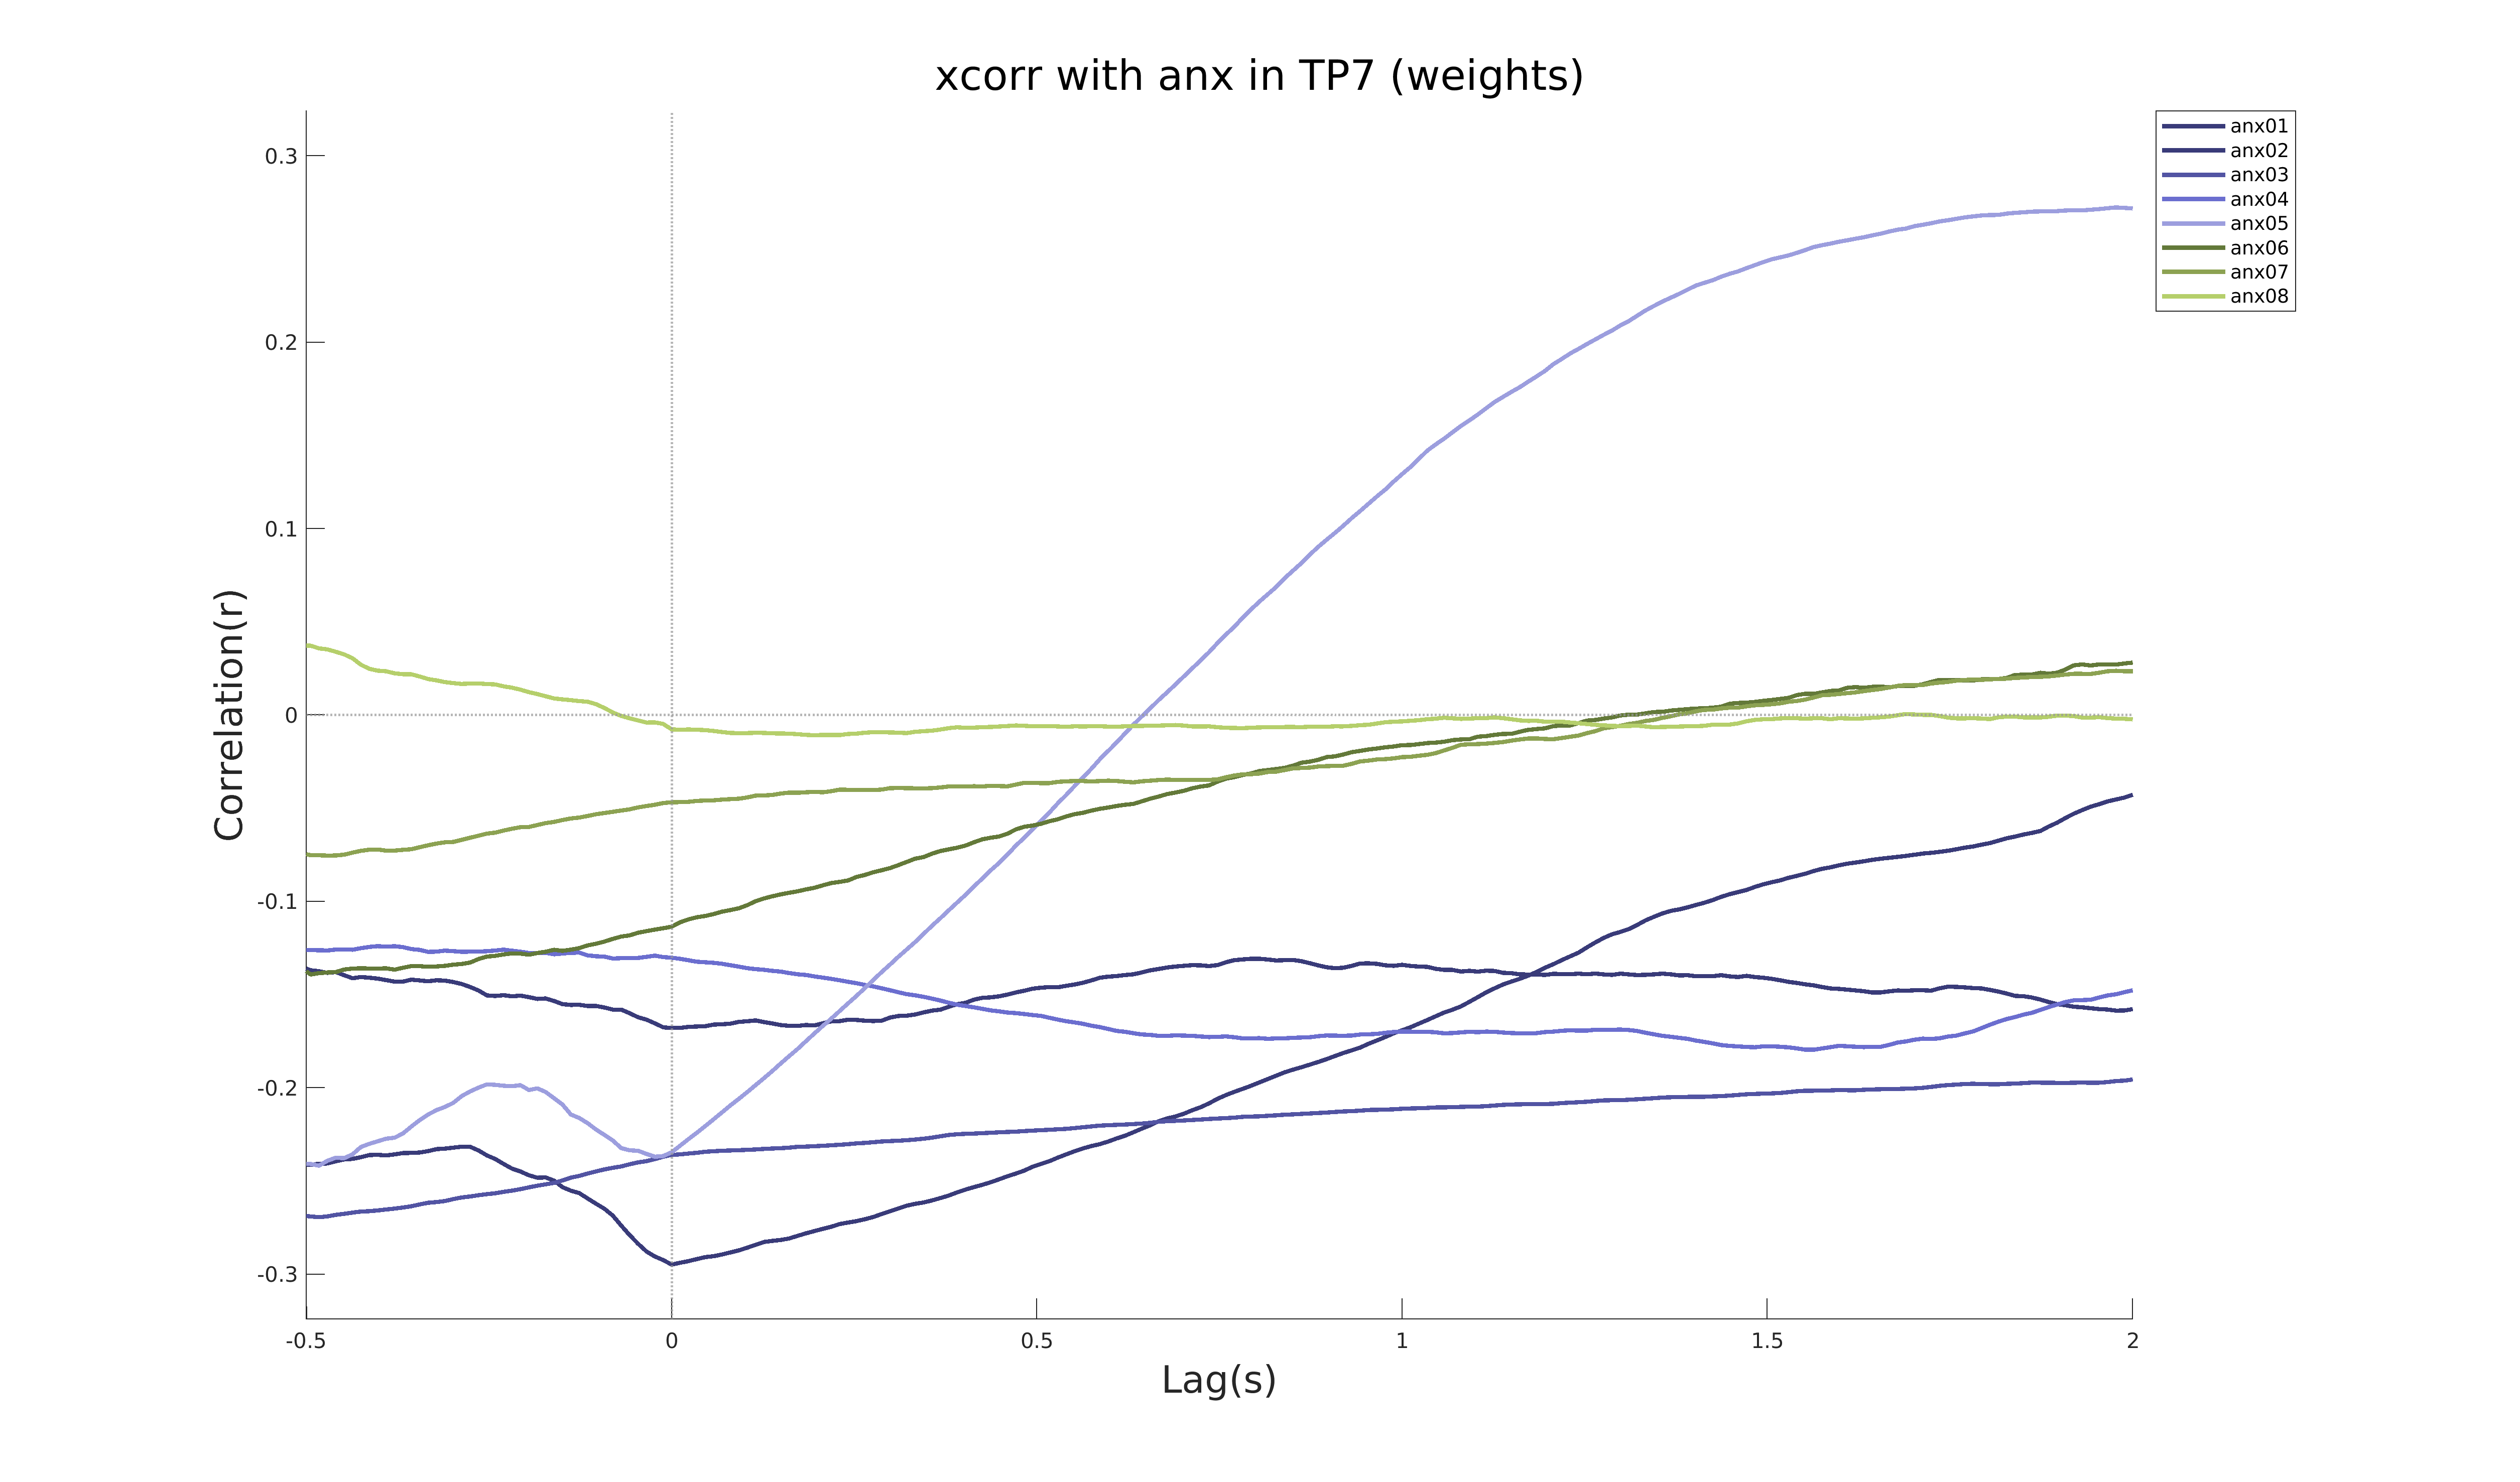 xcorr with anx in TP7 (weights)
anx01
anx02
anx03
anx04
anx05
anx06
anx07
anx08
0.3
0.2
0.1
0
-0.1
-0.2
-0.3
Correlation(r)
-0.5 0 0.5 1 1.5 2
Lag(s)